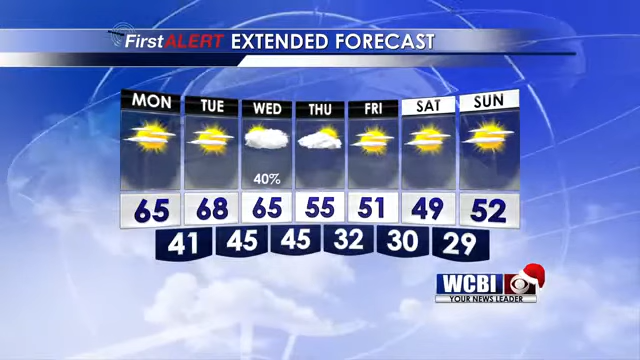 FirstALERT EXTENDED FORECAST
MON TUE WED THU FRI SAT SUN
40%
65 68 65 55 51 49 52
41 45 45 32 30 29
WCBI
YOUR NEWS LEADER